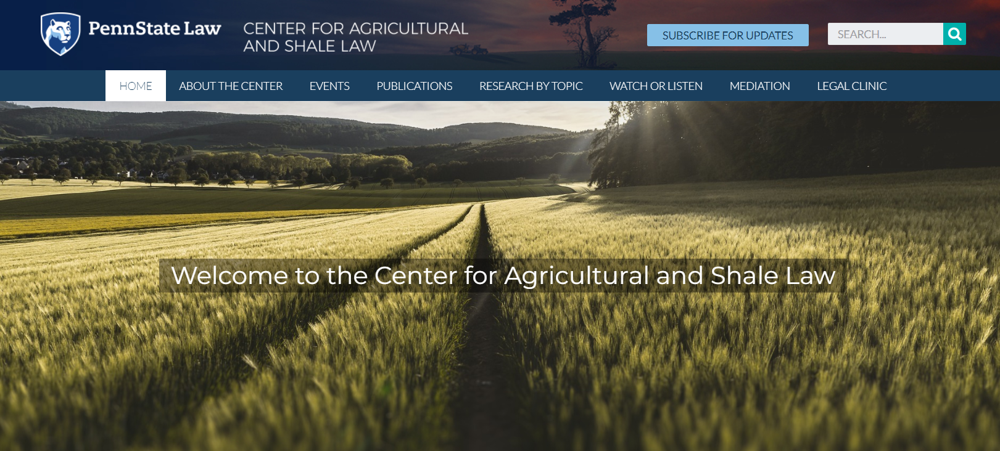 PennState Law
CENTER FOR AGRICULTURAL
AND SHALE LAW
SUBSCRIBE FOR UPDATES
SEARCH...
HOME
ABOUT THE CENTER
EVENTS
PUBLICATIONS
RESEARCH BY TOPIC
WATCH OR LISTEN
MEDIATION
LEGAL CLINIC
Welcome to the Center for Agricultural and Shale Law